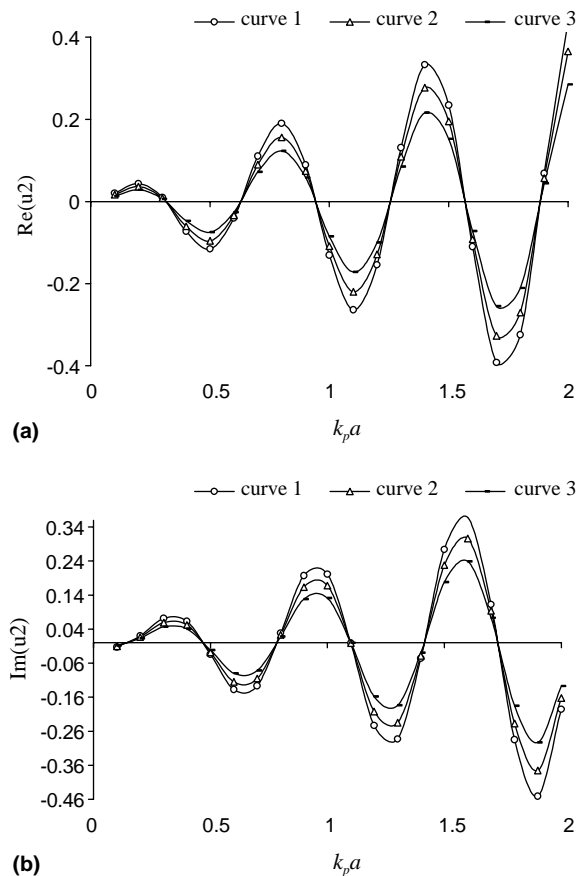 curve 1 curve 2 curve 3
0.4
0.2
0
-0.2
-0.4
Re(u2)
0 0.5 1 1.5 2
(a)
kₚa
curve 1 curve 2 curve 3
0.34
0.24
0.14
0.04
-0.06
-0.16
-0.26
-0.36
-0.46
Im(u2)
0 0.5 1 1.5 2
(b)
kₚa